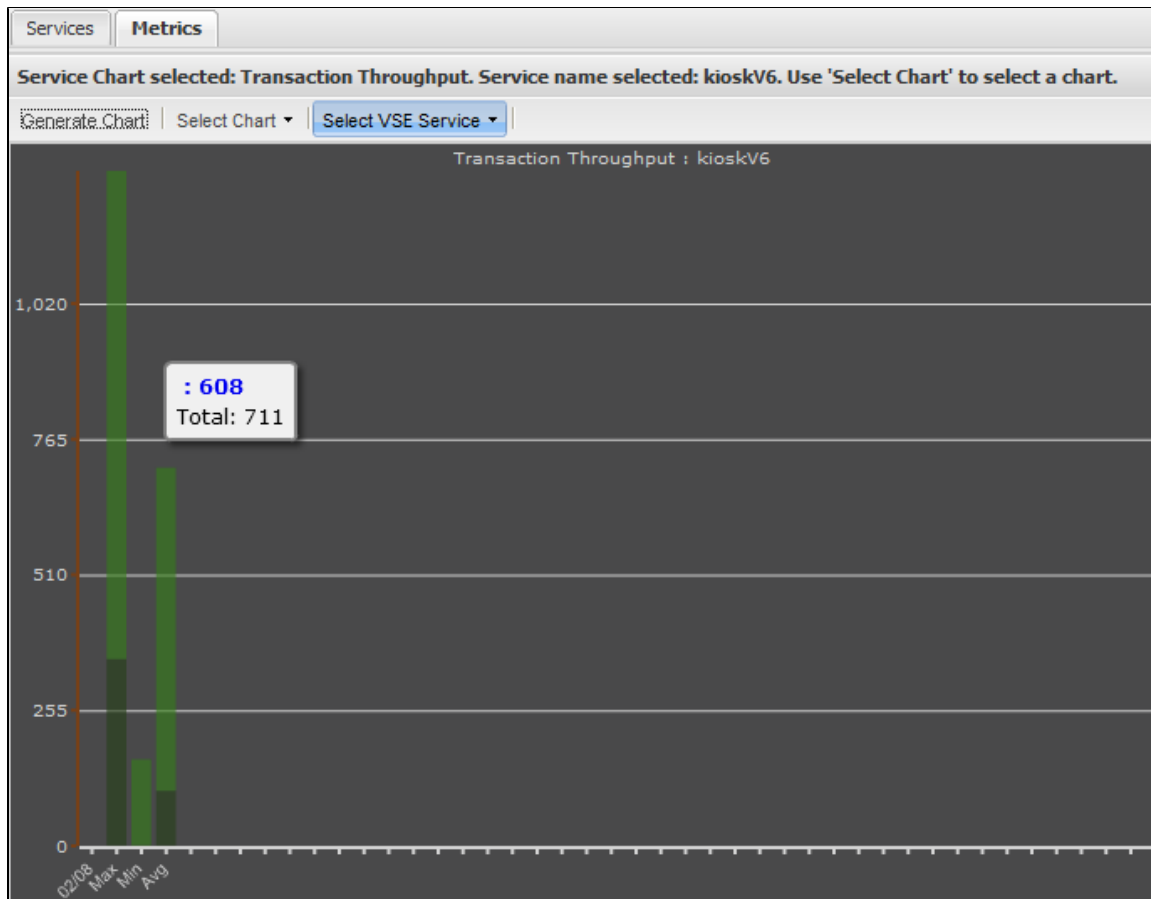 Services Metrics
Service Chart selected: Transaction Throughput. Service name selected: kioskV6. Use 'Select Chart' to select a chart.
Generate Chart Select Chart Select VSE Service
Transaction Throughput : kioskV6
1,020
: 608
Total: 711
765
510
255
0
02/08 Max Min Avg